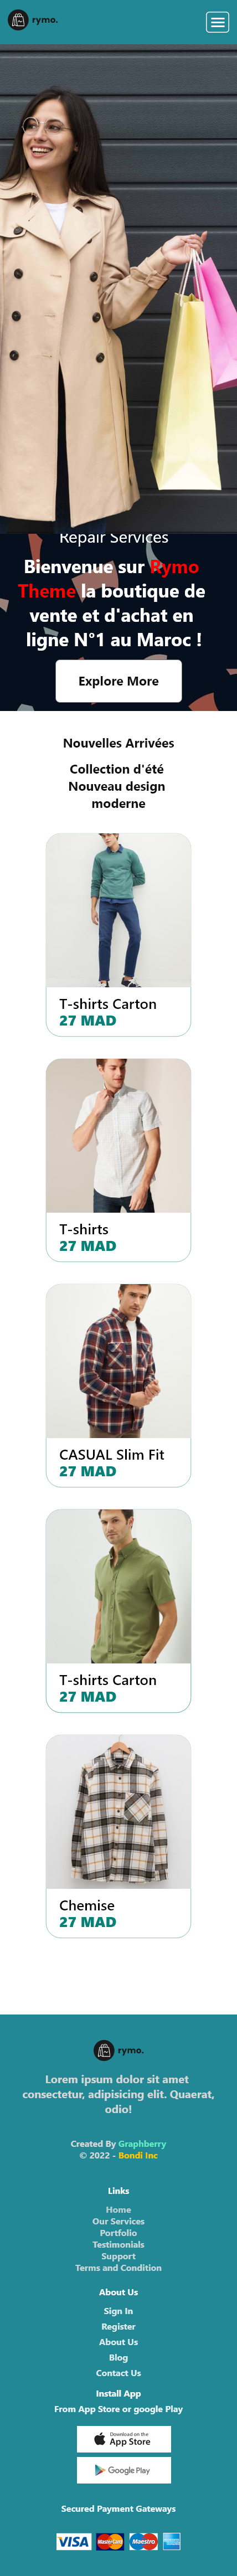 rymo.
Repair Services
Bienvenue sur Rymo
Theme la boutique de
vente et d'achat en
ligne N°1 au Maroc !
Explore More
Nouvelles Arrivées
Collection d'été
Nouveau design
moderne
T-shirts Carton
27 MAD
T-shirts
27 MAD
CASUAL Slim Fit
27 MAD
T-shirts Carton
27 MAD
Chemise
27 MAD
rymo.
Lorem ipsum dolor sit amet
consectetur, adipisicing elit. Quaerat,
odio!
Created By Graphberry
© 2022 - Bondi Inc
Links
Home
Our Services
Portfolio
Testimonials
Support
Terms and Condition
About Us
Sign In
Register
About Us
Blog
Contact Us
Install App
From App Store or google Play
Download on the
App Store
Google Play
Secured Payment Gateways
VISA MasterCard Maestro